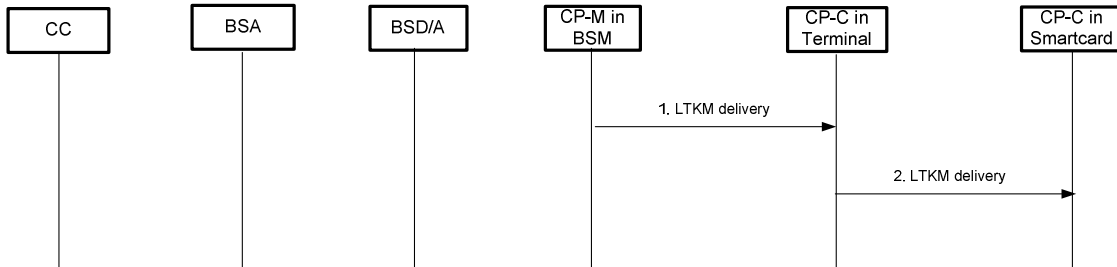 CC
BSA
BSD/A
CP-M in
BSM
CP-C in
Terminal
CP-C in
Smartcard
1. LTKM delivery
2. LTKM delivery